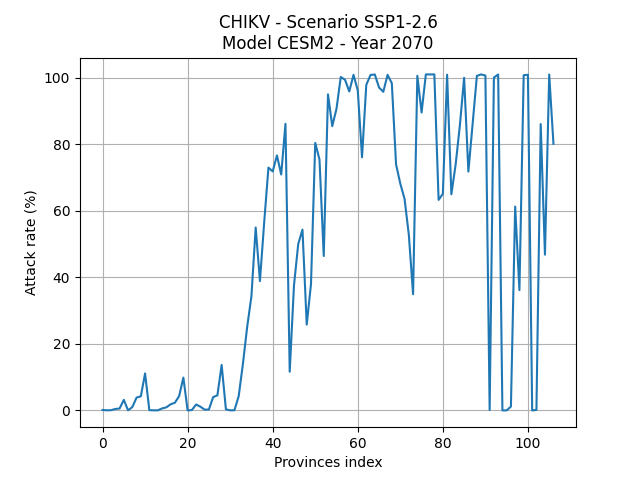 CHIKV - Scenario SSP1-2.6
Model CESM2 - Year 2070
100
80
60
40
20
0
Attack rate (%)
0 20 40 60 80 100
Provinces index